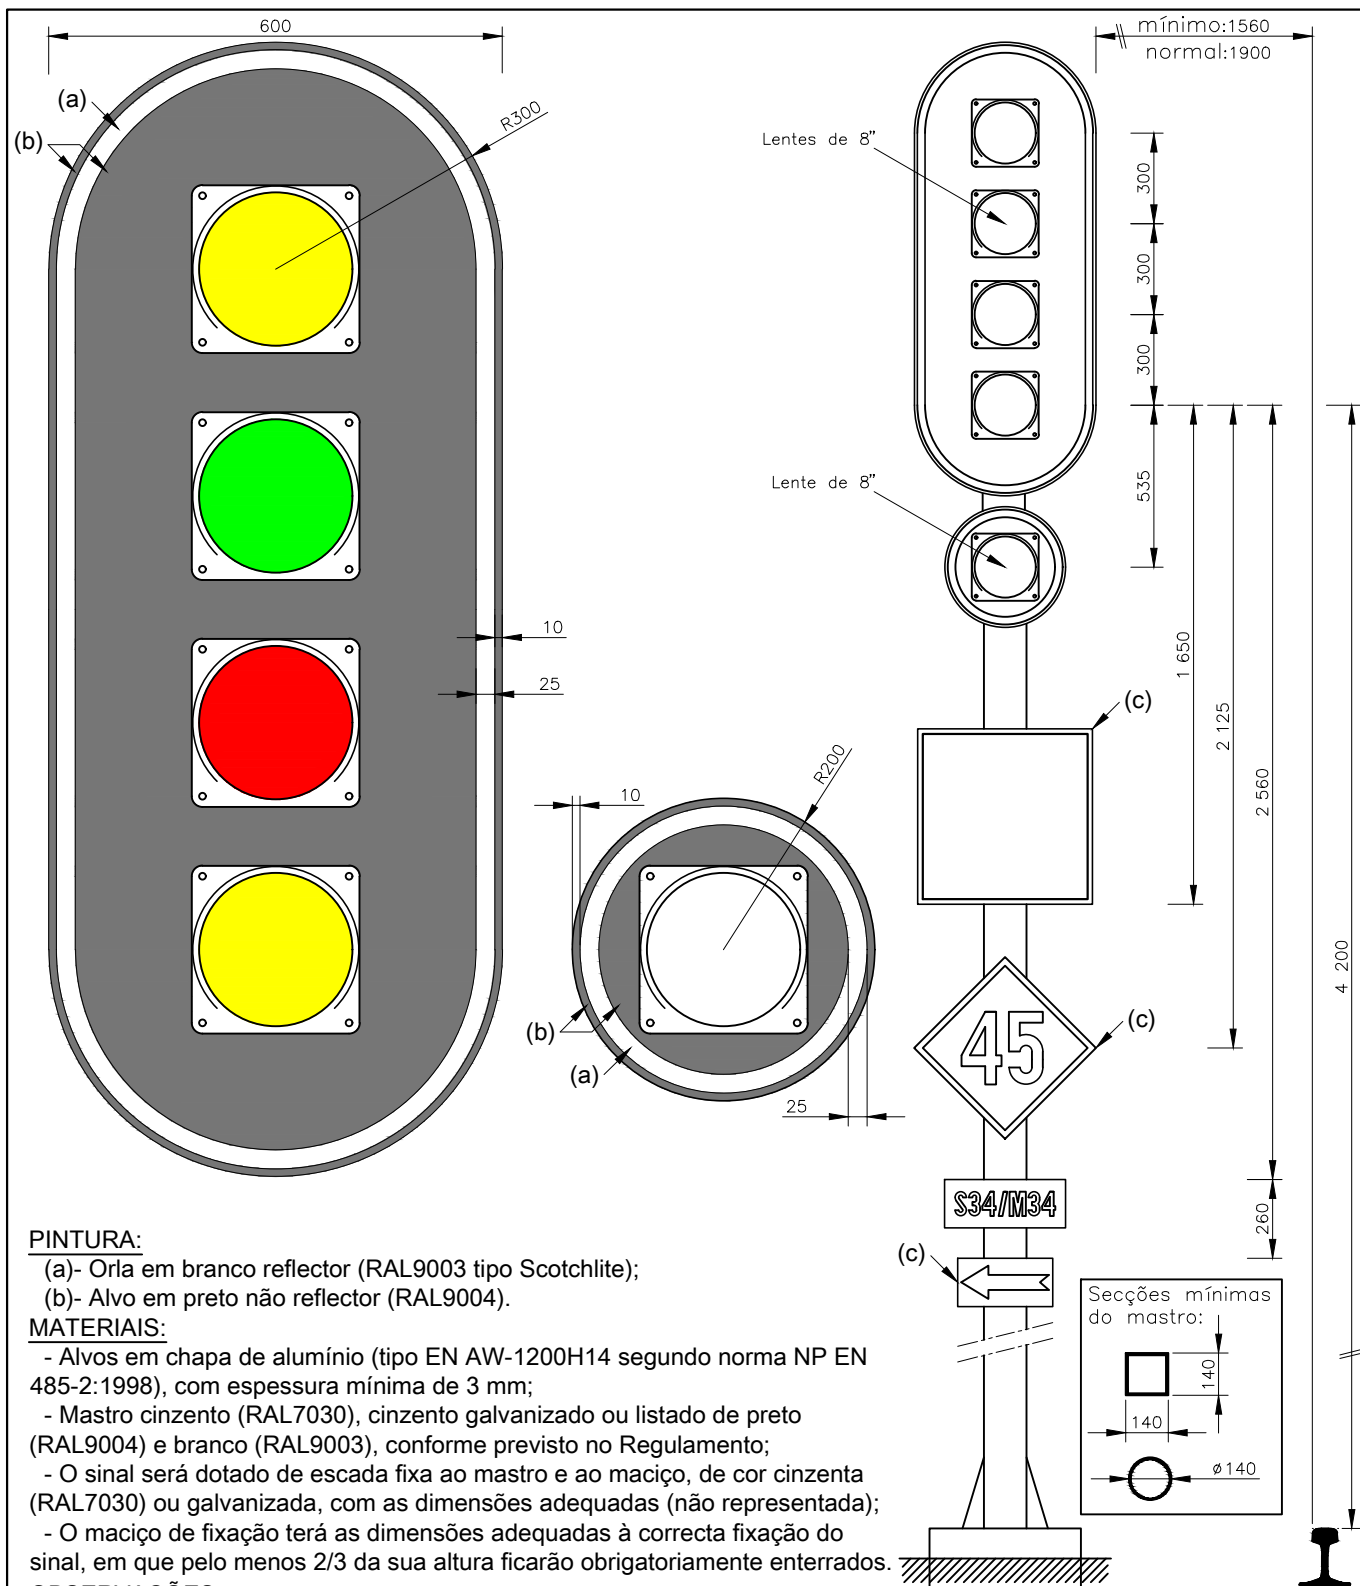 600
(a)
(b)
R300
10
25
mínimo:1560
normal:1900
Lentes de 8”
300
300
300
535
Lente de 8”
1 650
2 125
2 560
4 200
(c)
R200
10
(b)
(a)
25
45
(c)
S34/M34
260
(c)
PINTURA:
(a)- Orla em branco reflector (RAL9003 tipo Scotchlite);
(b)- Alvo em preto não reflector (RAL9004).
MATERIAIS:
- Alvos em chapa de alumínio (tipo EN AW-1200H14 segundo norma NP EN
485-2:1998), com espessura mínima de 3 mm;
- Mastro cinzento (RAL7030), cinzento galvanizado ou listado de preto
(RAL9004) e branco (RAL9003), conforme previsto no Regulamento;
- O sinal será dotado de escada fixa ao mastro e ao maciço, de cor cinzenta
(RAL7030) ou galvanizada, com as dimensões adequadas (não representada);
- O maciço de fixação terá as dimensões adequadas à correcta fixação do
sinal, em que pelo menos 2/3 da sua altura ficarão obrigatoriamente enterrados.
Secções mínimas
do mastro:
140
140
ø140